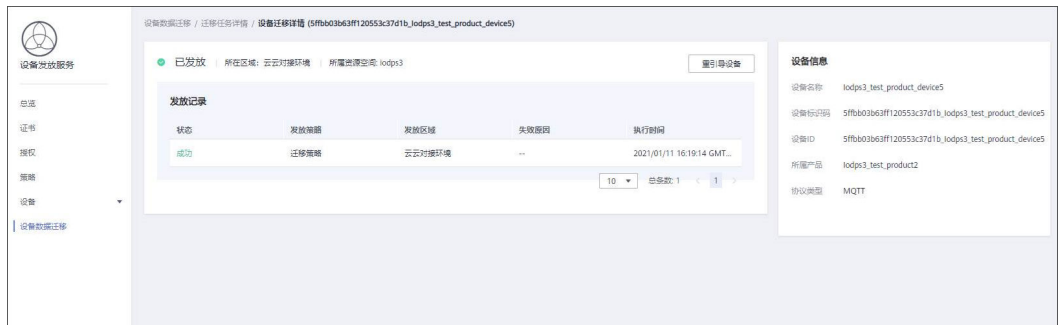 设备发放服务
总览
证书
授权
策略
设备
设备数据迁移
设备数据迁移 / 迁移任务详情 / 设备迁移详情 (5ffbb03b63ff120553c37d1b_lodps3_test_product_device5)
已发放 所在区域: 云云对接环境 所属资源空间: lodps3 重引导设备
发放记录
状态 发放策略 发放区域 失败原因 执行时间
成功 迁移策略 云云对接环境 -- 2021/01/11 16:19:14 GMT...
10 总条数: 1 < 1 >
设备信息
设备名称 lodps3_test_product_device5
设备标识码 5ffbb03b63ff120553c37d1b_lodps3_test_product_device5
设备ID 5ffbb03b63ff120553c37d1b_lodps3_test_product_device5
所属产品 lodps3_test_product2
协议类型 MQTT